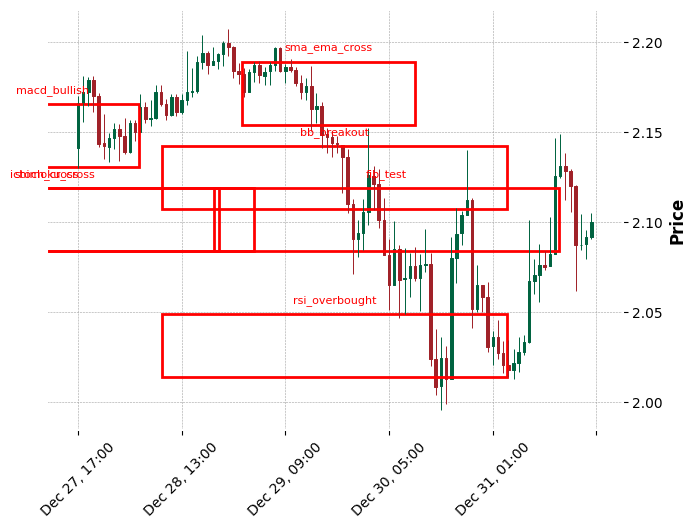 sma_ema_cross
macd_bullish
bb_breakout
stoch_cross
fib_test
rsi_overbought
2.20
2.15
2.10
2.05
2.00
Price
Dec 27, 17:00
Dec 28, 13:00
Dec 29, 09:00
Dec 30, 05:00
Dec 31, 01:00